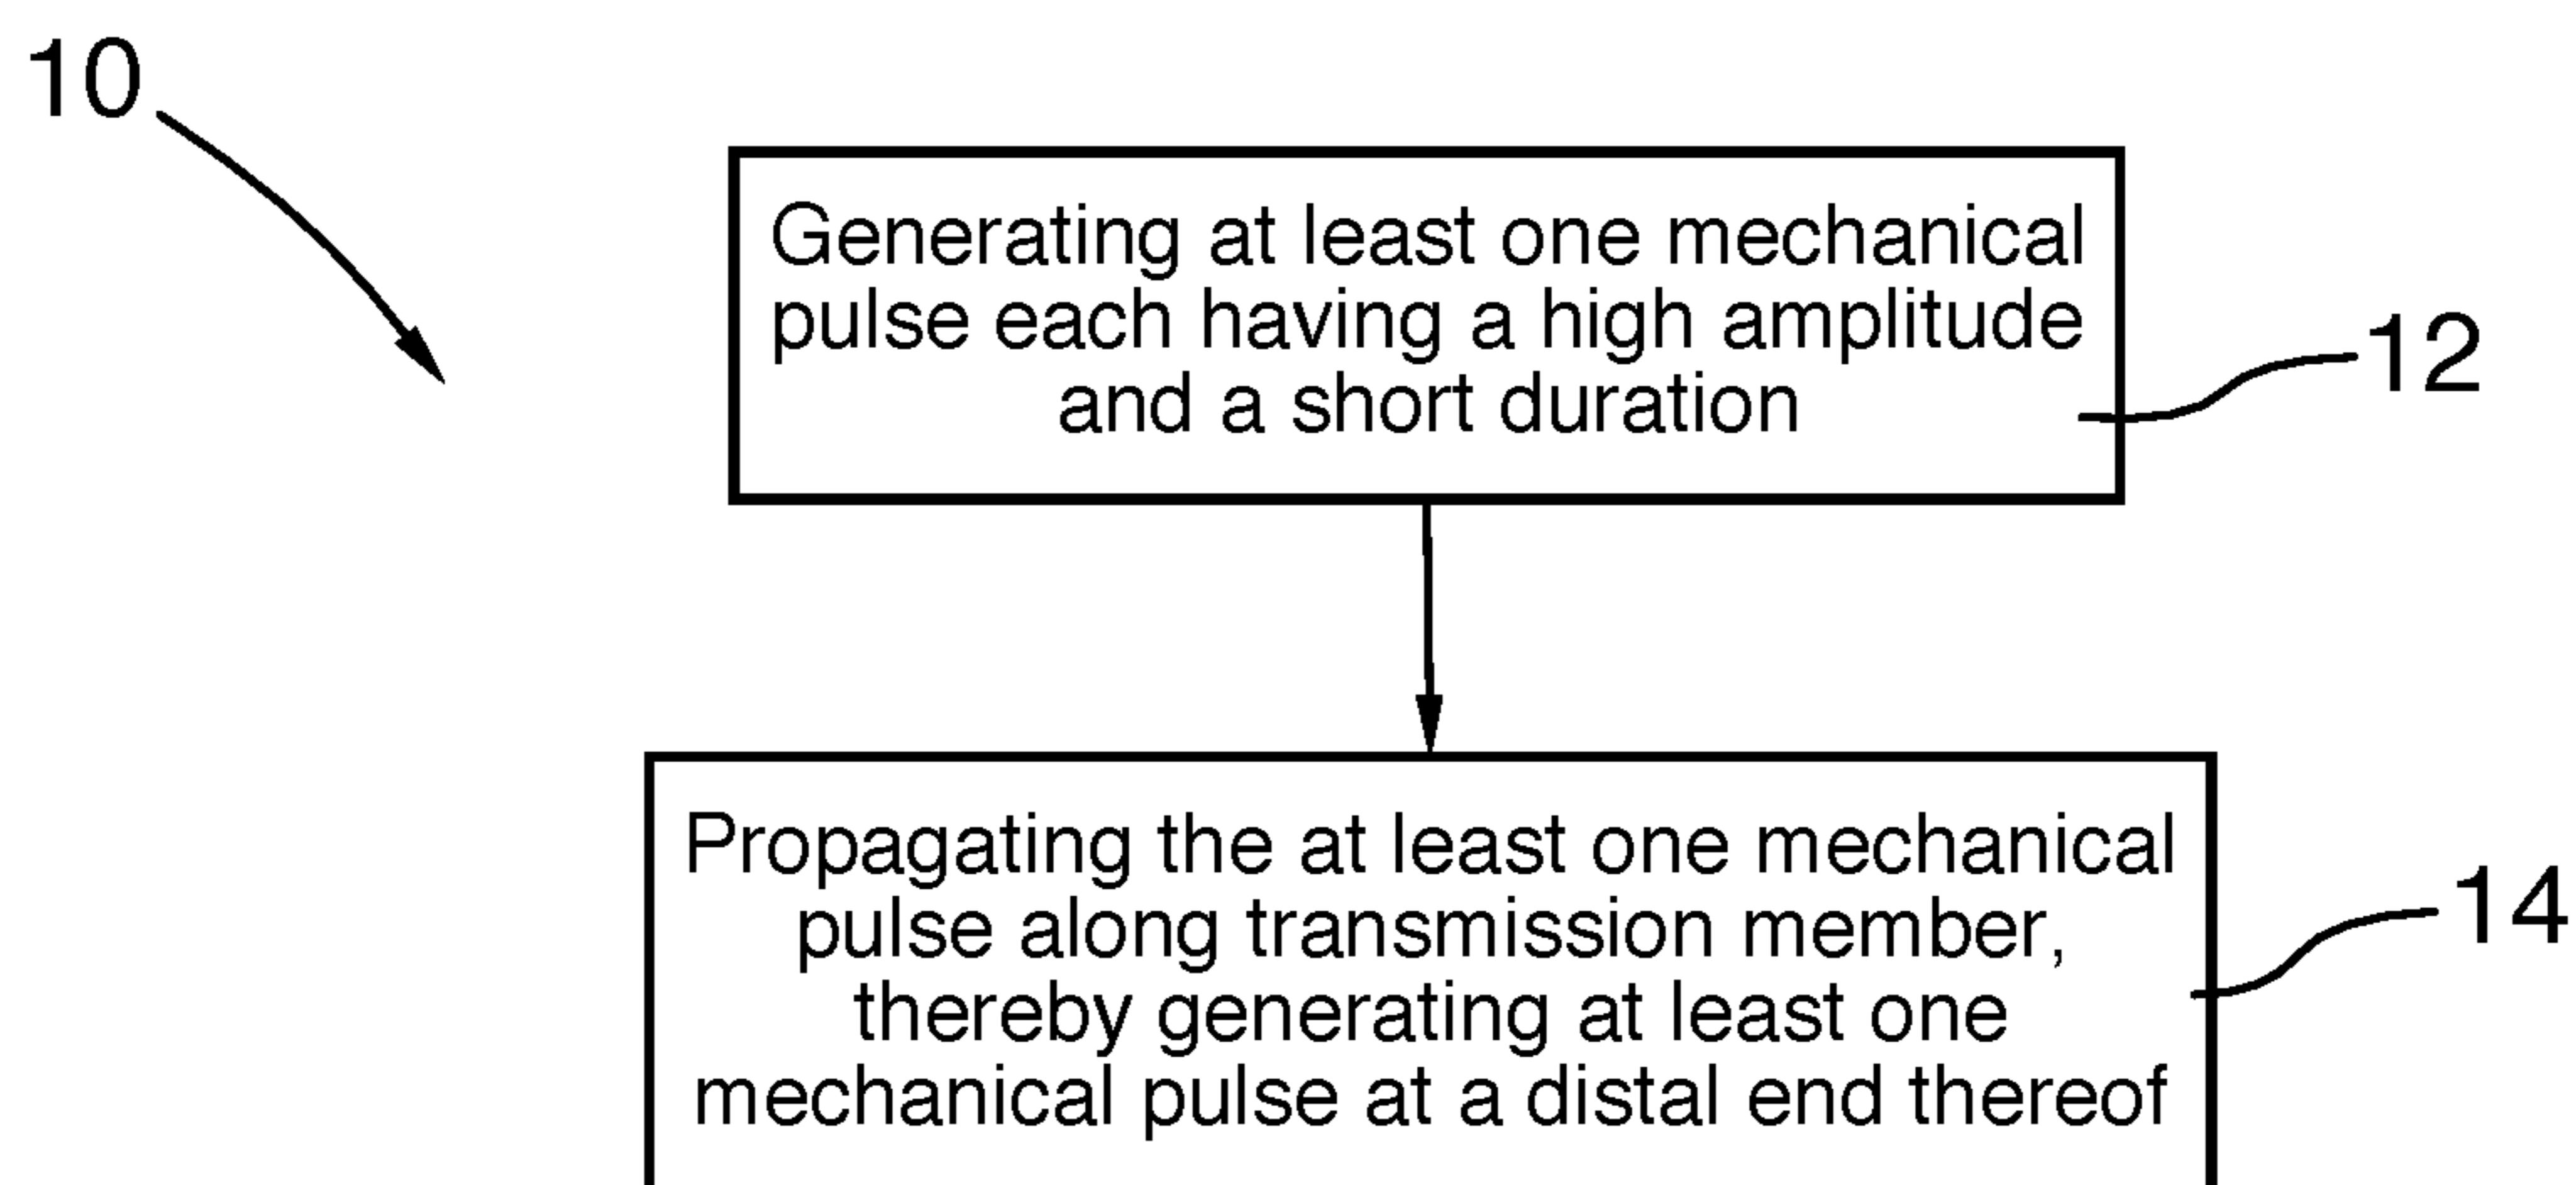 10
Generating at least one mechanical
pulse each having a high amplitude
and a short duration
12
Propagating the at least one mechanical
pulse along transmission member,
thereby generating at least one
mechanical pulse at a distal end thereof
14